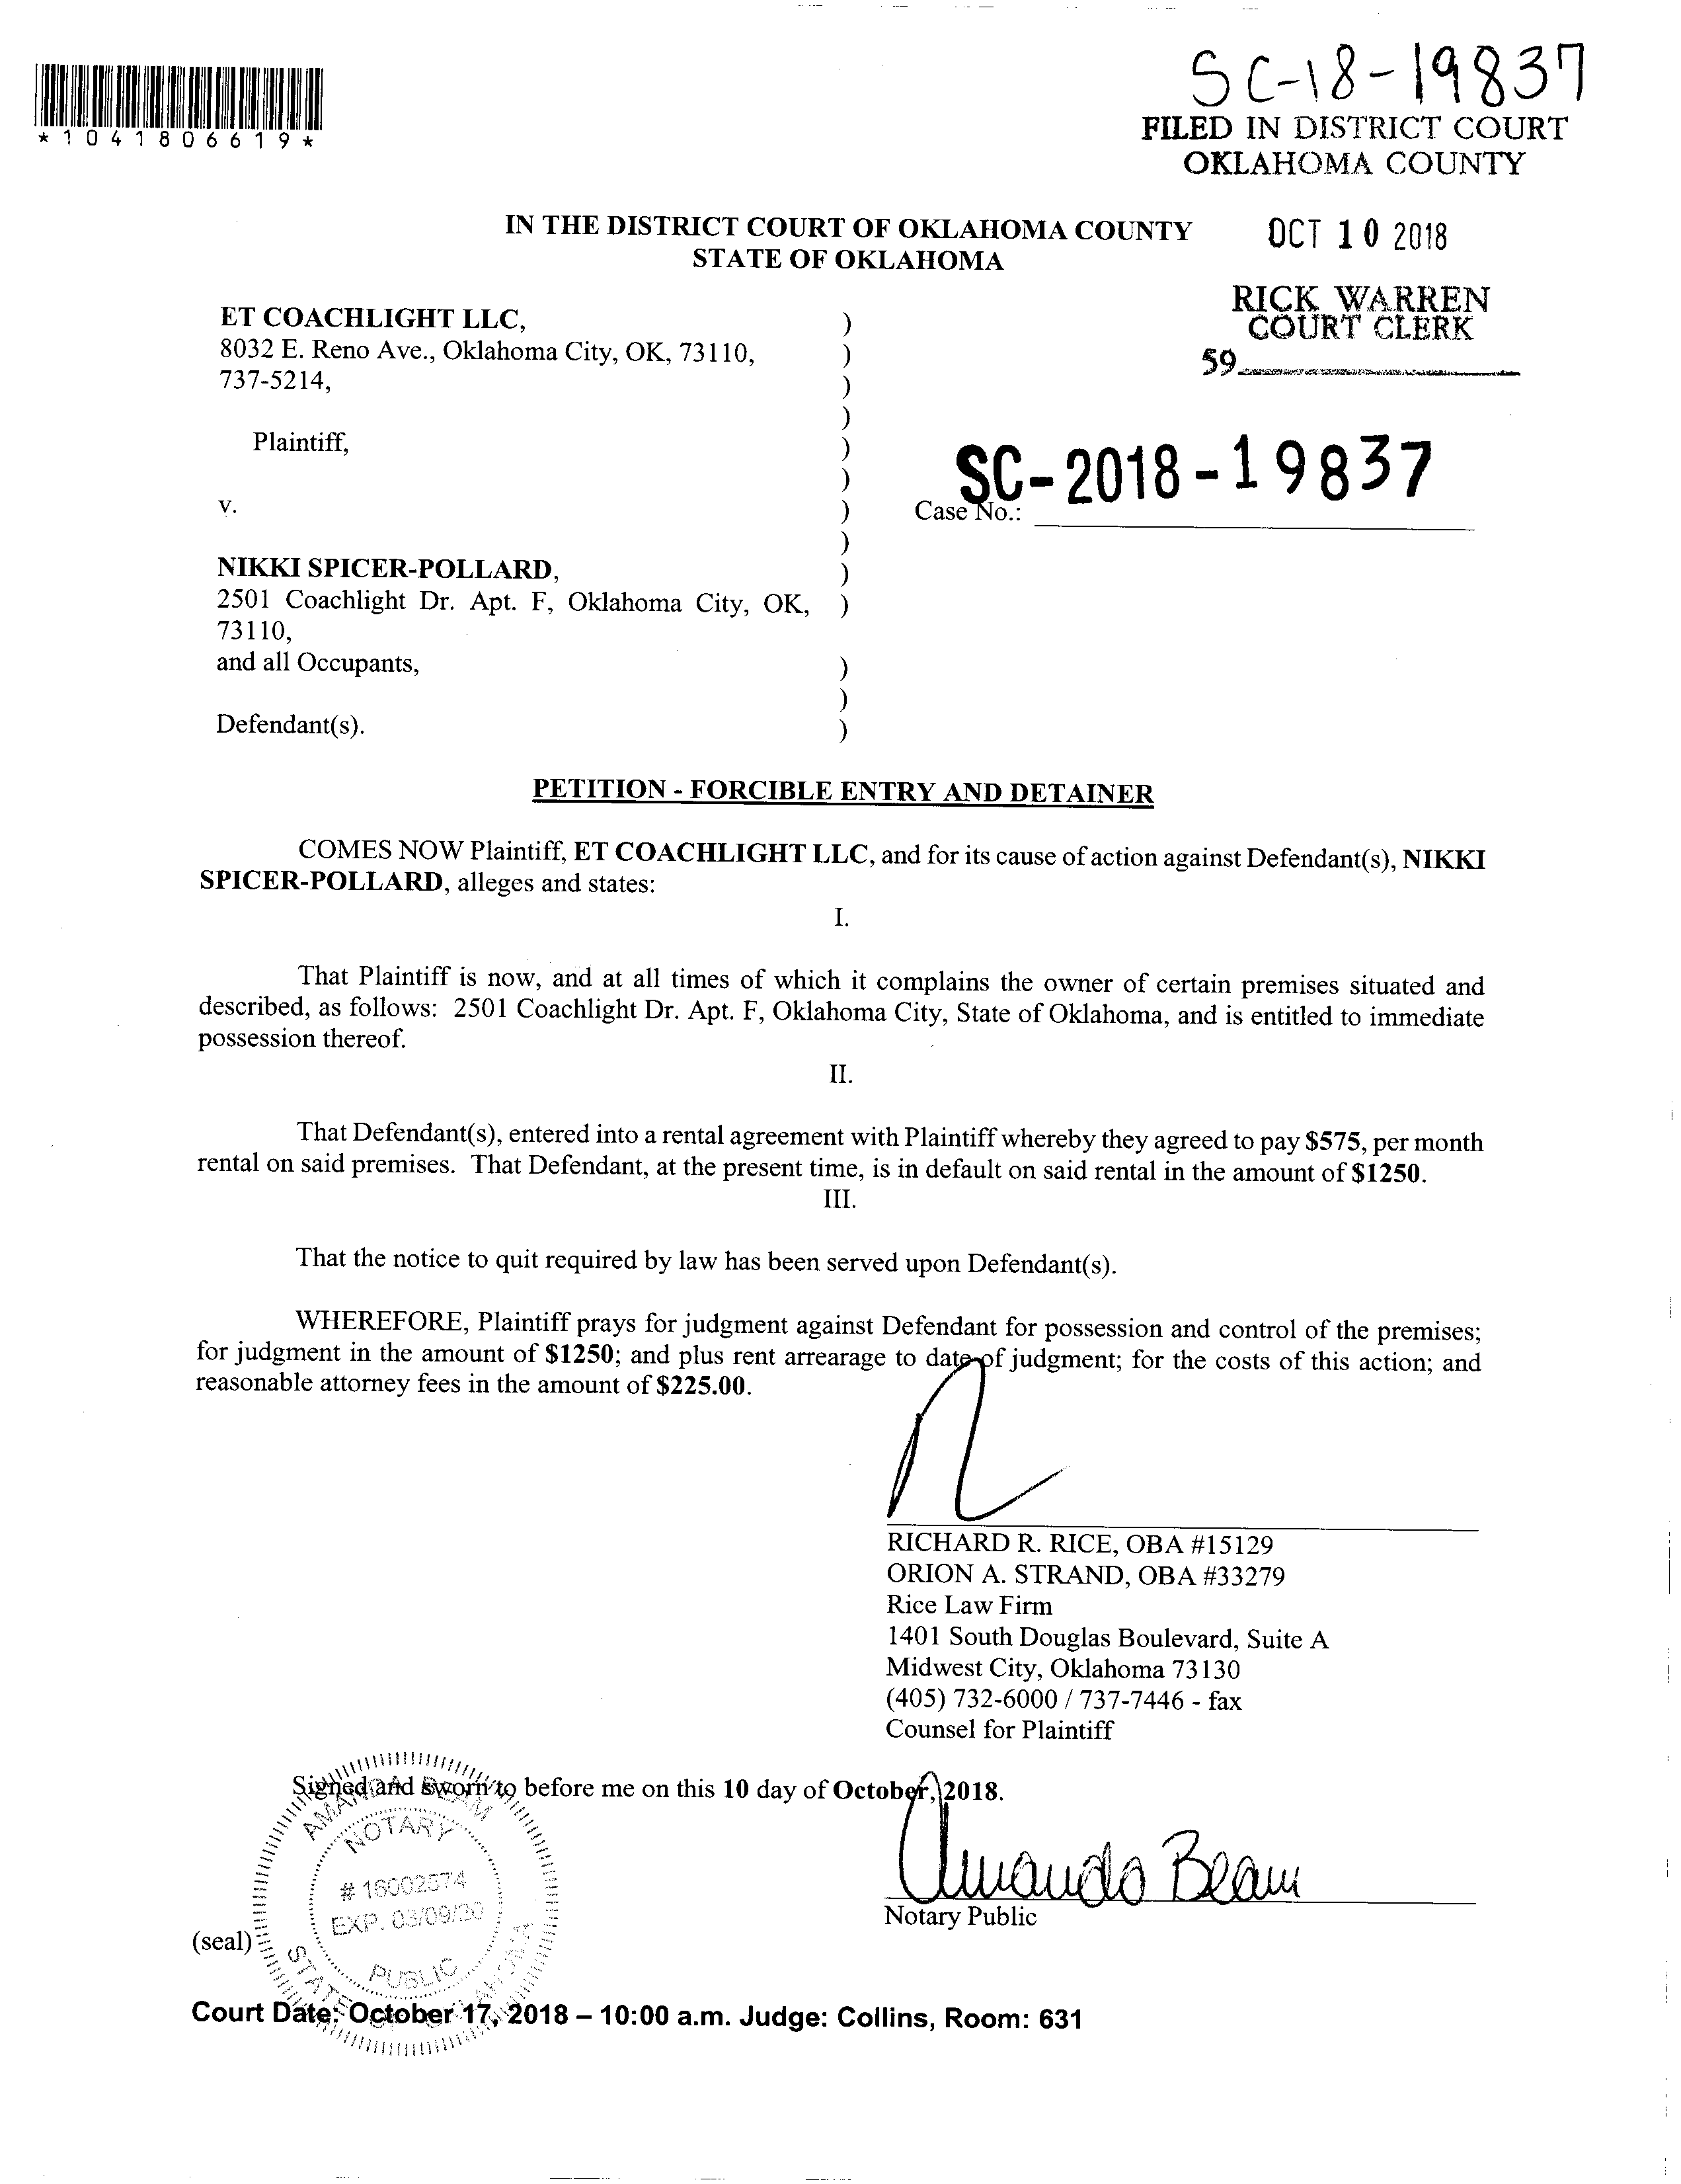 SC-18-19837
*1041806619*
FILED IN DISTRICT COURT
OKLAHOMA COUNTY
IN THE DISTRICT COURT OF OKLAHOMA COUNTY
STATE OF OKLAHOMA
OCT 10 2018
RICK WARREN
COURT CLERK
59
ET COACHLIGHT LLC, )
8032 E. Reno Ave., Oklahoma City, OK, 73110, )
737-5214, )
)
Plaintiff, )
)
v. )
SC-2018-19837
Case No.:
)
NIKKI SPICER-POLLARD, )
2501 Coachlight Dr. Apt. F, Oklahoma City, OK, )
73110,
and all Occupants, )
)
Defendant(s). )
PETITION - FORCIBLE ENTRY AND DETAINER
COMES NOW Plaintiff, ET COACHLIGHT LLC, and for its cause of action against Defendant(s), NIKKI
SPICER-POLLARD, alleges and states:
I.
That Plaintiff is now, and at all times of which it complains the owner of certain premises situated and
described, as follows: 2501 Coachlight Dr. Apt. F, Oklahoma City, State of Oklahoma, and is entitled to immediate
possession thereof.
II.
That Defendant(s), entered into a rental agreement with Plaintiff whereby they agreed to pay $575, per month
rental on said premises. That Defendant, at the present time, is in default on said rental in the amount of $1250.
III.
That the notice to quit required by law has been served upon Defendant(s).
WHEREFORE, Plaintiff prays for judgment against Defendant for possession and control of the premises;
for judgment in the amount of $1250; and plus rent arrearage to date of judgment; for the costs of this action; and
reasonable attorney fees in the amount of $225.00.
RICHARD R. RICE, OBA #15129
ORION A. STRAND, OBA #33279
Rice Law Firm
1401 South Douglas Boulevard, Suite A
Midwest City, Oklahoma 73130
(405) 732-6000 / 737-7446 - fax
Counsel for Plaintiff
Signed and sworn to before me on this 10 day of October, 2018.
AMANDA BEAM
NOTARY
# 16002574
EXP. 03/09/20
PUBLIC
STATE OF OKLAHOMA
Amanda Beam
Notary Public
(seal)
Court Date: October 17, 2018 – 10:00 a.m. Judge: Collins, Room: 631